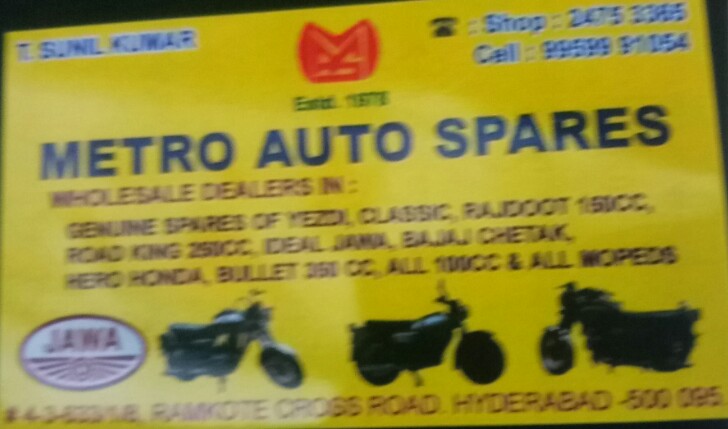 T. SUNIL KUMAR
☎ : Shop : 2475 3365
Cell : 99599 91054
Estd. 1970
METRO AUTO SPARES
WHOLESALE DEALERS IN :
GENUINE SPARES OF YEZDI, CLASSIC, RAJDOOT CC,
ROAD KING 250CC, IDEAL JAWA, BAJAJ CHETAK,
HERO HONDA, BULLET 350 CC, ALL 100CC & ALL MOPEDS
JAWA
RAMKOTE CROSS ROAD. HYDERABAD -500 095.